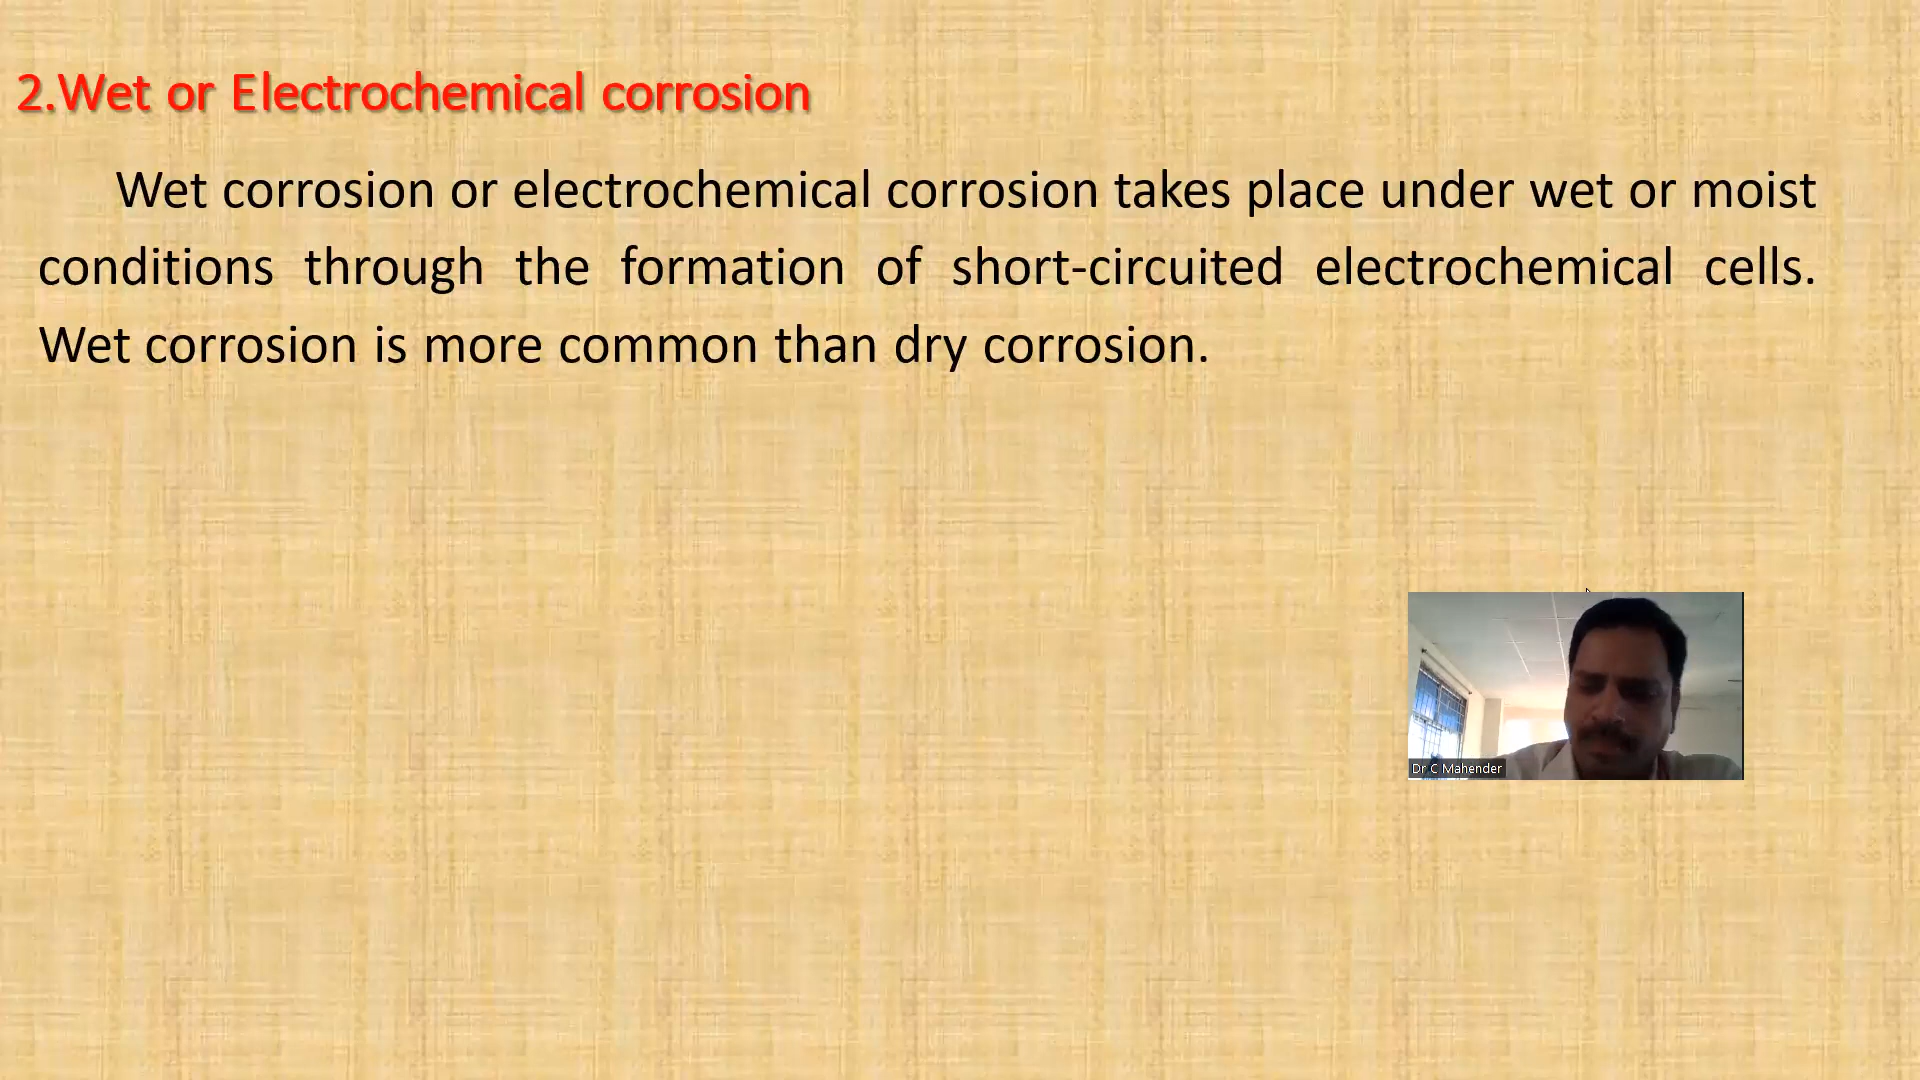 2.Wet or Electrochemical corrosion
Wet corrosion or electrochemical corrosion takes place under wet or moist
conditions through the formation of short-circuited electrochemical cells.
Wet corrosion is more common than dry corrosion.
Dr C Mahender